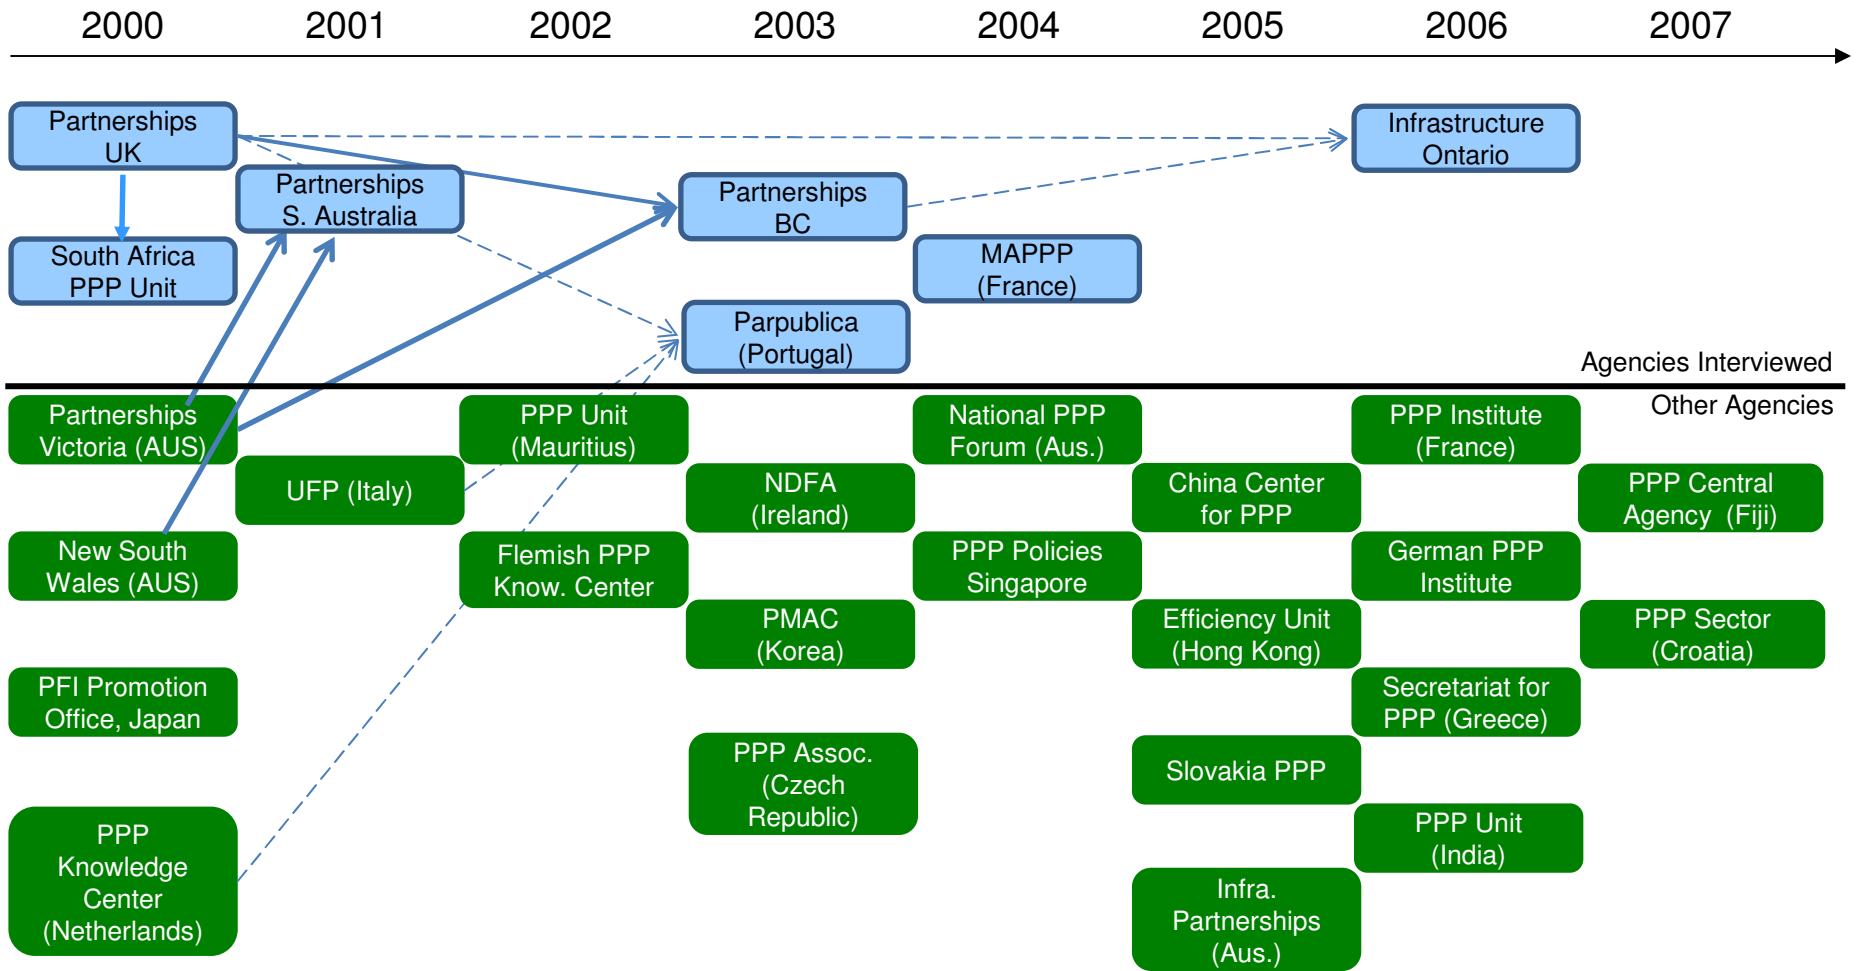 2000 2001 2002 2003 2004 2005 2006 2007
Partnerships
UK
Partnerships
S. Australia
South Africa
PPP Unit
Partnerships
BC
MAPPP
(France)
Parpublica
(Portugal)
Infrastructure
Ontario
Agencies Interviewed
Other Agencies
Partnerships
Victoria (AUS)
New South
Wales (AUS)
PFI Promotion
Office, Japan
PPP
Knowledge
Center
(Netherlands)
UFP (Italy)
PPP Unit
(Mauritius)
Flemish PPP
Know. Center
NDFA
(Ireland)
PMAC
(Korea)
PPP Assoc.
(Czech
Republic)
National PPP
Forum (Aus.)
PPP Policies
Singapore
China Center
for PPP
Efficiency Unit
(Hong Kong)
Slovakia PPP
Infra.
Partnerships
(Aus.)
PPP Institute
(France)
German PPP
Institute
Secretariat for
PPP (Greece)
PPP Unit
(India)
PPP Central
Agency (Fiji)
PPP Sector
(Croatia)